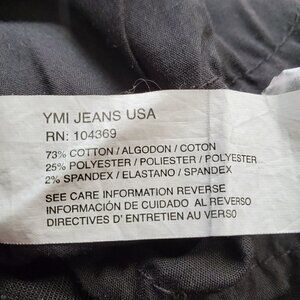 YMI JEANS USA
RN: 104369
73% COTTON / ALGODON / COTON
25% POLYESTER / POLIESTER / POLYESTER
2% SPANDEX / ELASTANO / SPANDEX
SEE CARE INFORMATION REVERSE
INFORMACIÓN DE CUIDADO AL REVERSO
DIRECTIVES D' ENTRETIEN AU VERSO